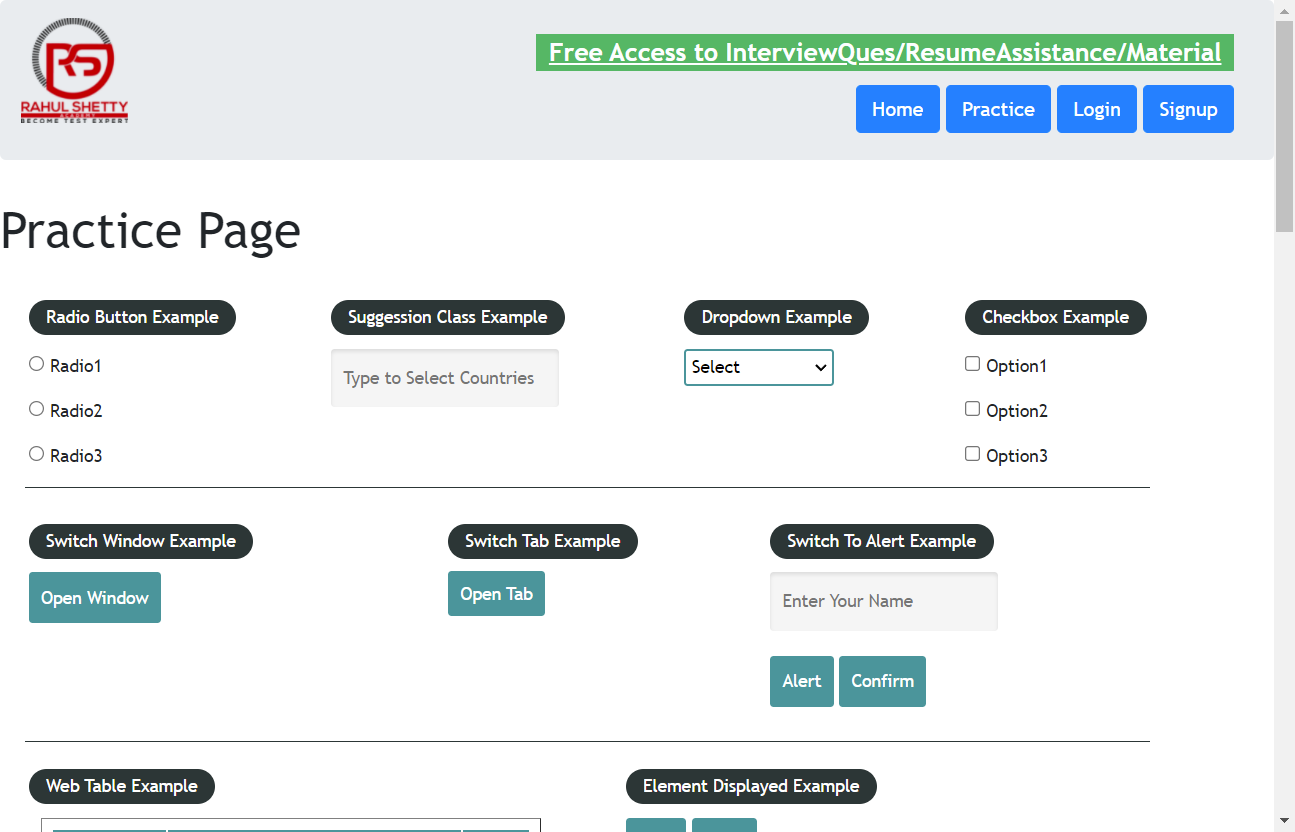 RS
RAHUL SHETTY
ACADEMY
BECOME TEST EXPERT
Free Access to InterviewQues/ResumeAssistance/Material
Home Practice Login Signup
Practice Page
Radio Button Example
Radio1
Radio2
Radio3
Suggession Class Example
Type to Select Countries
Dropdown Example
Select
Checkbox Example
Option1
Option2
Option3
Switch Window Example
Open Window
Switch Tab Example
Open Tab
Switch To Alert Example
Enter Your Name
Alert Confirm
Web Table Example
Element Displayed Example